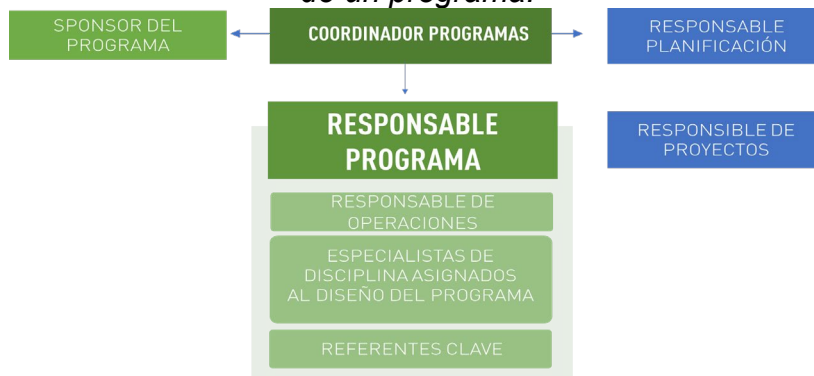 de un programa.
SPONSOR DEL
PROGRAMA
COORDINADOR PROGRAMAS
RESPONSABLE
PLANIFICACIÓN
RESPONSABLE
PROGRAMA
RESPONSIBLE DE
PROYECTOS
RESPONSABLE DE
OPERACIONES
ESPECIALISTAS DE
DISCIPLINA ASIGNADOS
AL DISEÑO DEL PROGRAMA
REFERENTES CLAVE